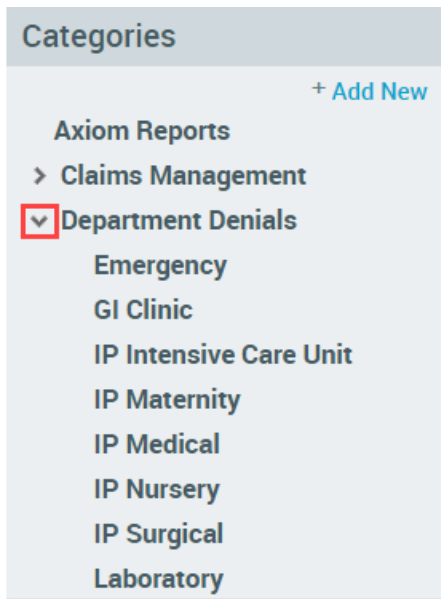 Categories
+ Add New
Axiom Reports
Claims Management
Department Denials
Emergency
GI Clinic
IP Intensive Care Unit
IP Maternity
IP Medical
IP Nursery
IP Surgical
Laboratory